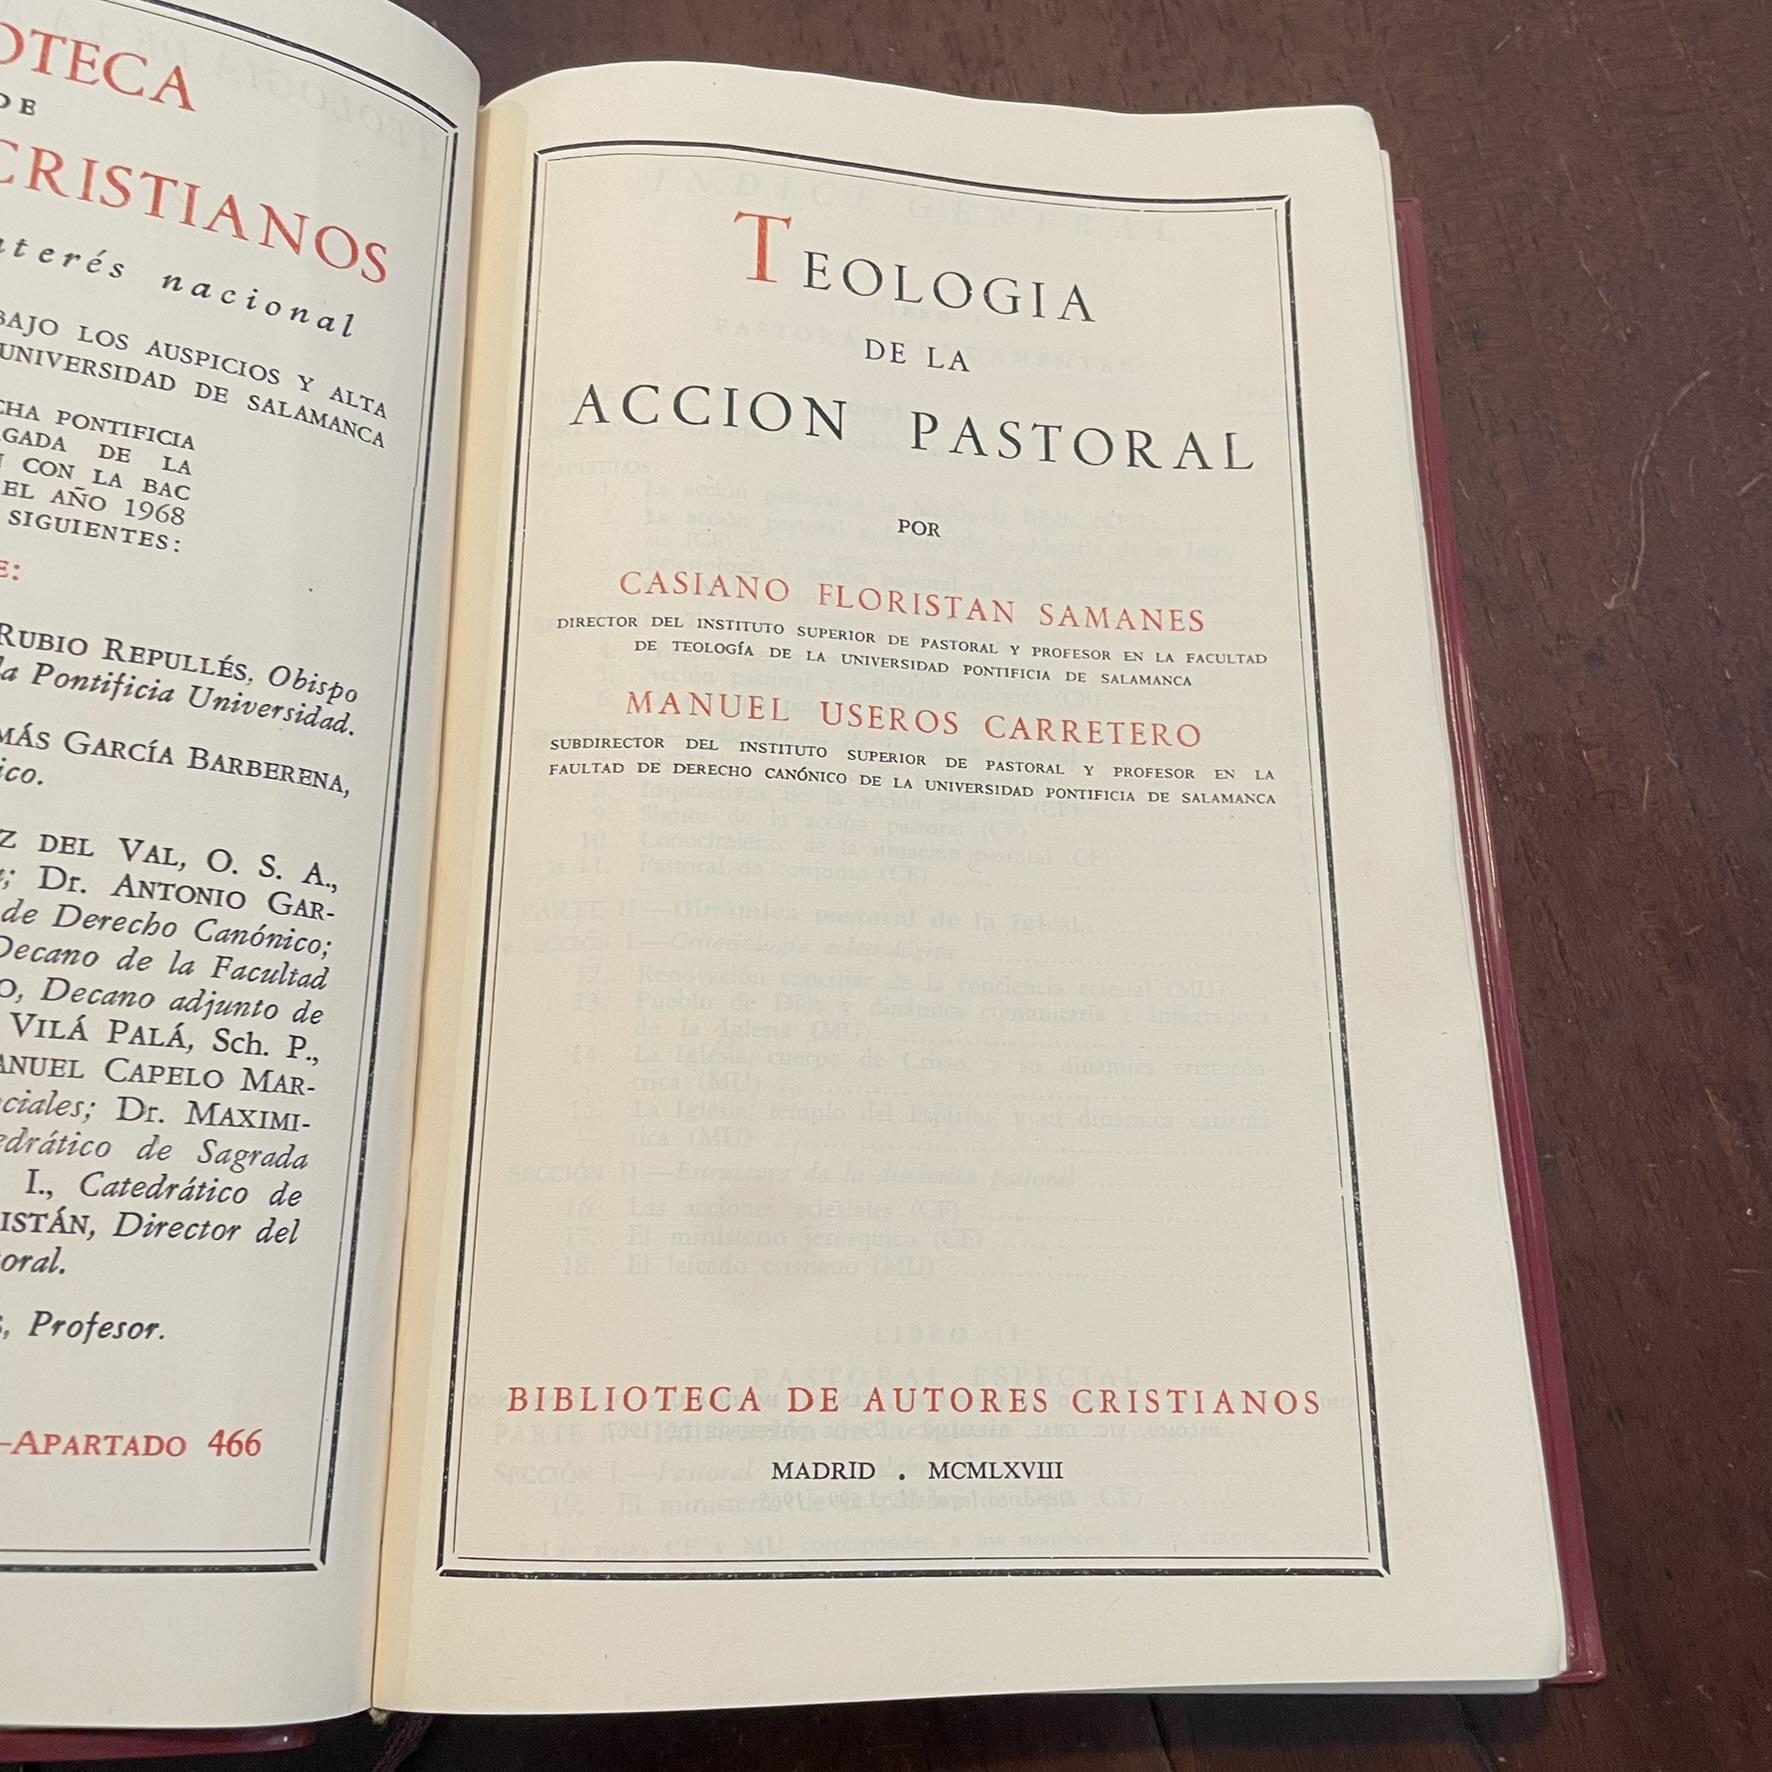 OTECA
DE
CRISTIANOS
nterés nacional
BAJO LOS AUSPICIOS Y ALTA
UNIVERSIDAD DE SALAMANCA
CHA PONTIFICIA
RGADA DE LA
N CON LA BAC
EL AÑO 1968
SIGUIENTES:
E:
RUBIO REPULLÉS, Obispo
la Pontificia Universidad.
MÁS GARCÍA BARBERENA,
ico.
Z DEL VAL, O. S. A.,
; Dr. ANTONIO GAR-
de Derecho Canónico;
Decano de la Facultad
O, Decano adjunto de
VILÁ PALÁ, Sch. P.,
ANUEL CAPELO MAR-
ciales; Dr. MAXIMI-
edrático de Sagrada
I., Catedrático de
ISTÁN, Director del
oral.
s, Profesor.
—APARTADO 466
TEOLOGIA
DE LA
ACCION PASTORAL
POR
CASIANO FLORISTAN SAMANES
DIRECTOR DEL INSTITUTO SUPERIOR DE PASTORAL Y PROFESOR EN LA FACULTAD
DE TEOLOGÍA DE LA UNIVERSIDAD PONTIFICIA DE SALAMANCA
MANUEL USEROS CARRETERO
SUBDIRECTOR DEL INSTITUTO SUPERIOR DE PASTORAL Y PROFESOR EN LA
FAULTAD DE DERECHO CANÓNICO DE LA UNIVERSIDAD PONTIFICIA DE SALAMANCA
BIBLIOTECA DE AUTORES CRISTIANOS
MADRID . MCMLXVIII